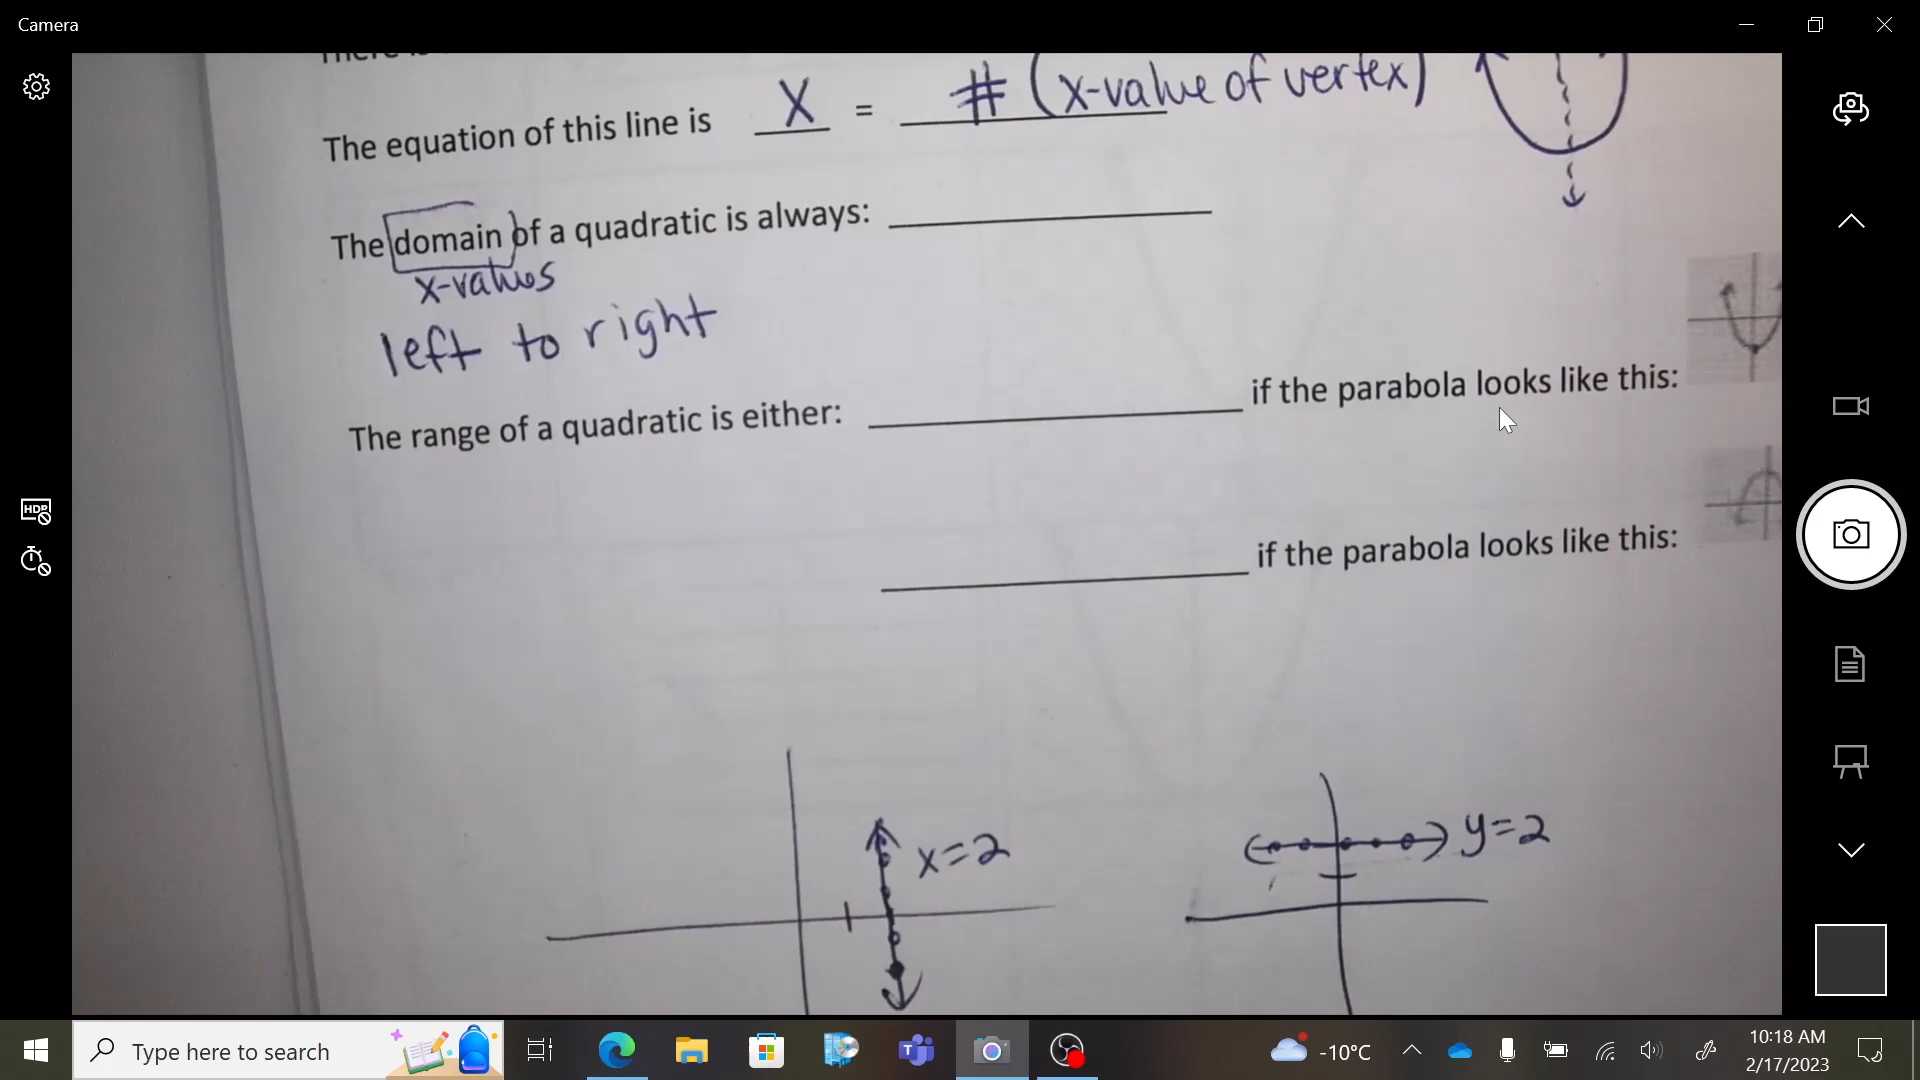 Camera
The equation of this line is X = # (x-value of vertex)
The domain of a quadratic is always:
x-values
left to right
The range of a quadratic is either: if the parabola looks like this:
if the parabola looks like this:
x=2
y=2
HDR
Type here to search
-10°C
10:18 AM
2/17/2023